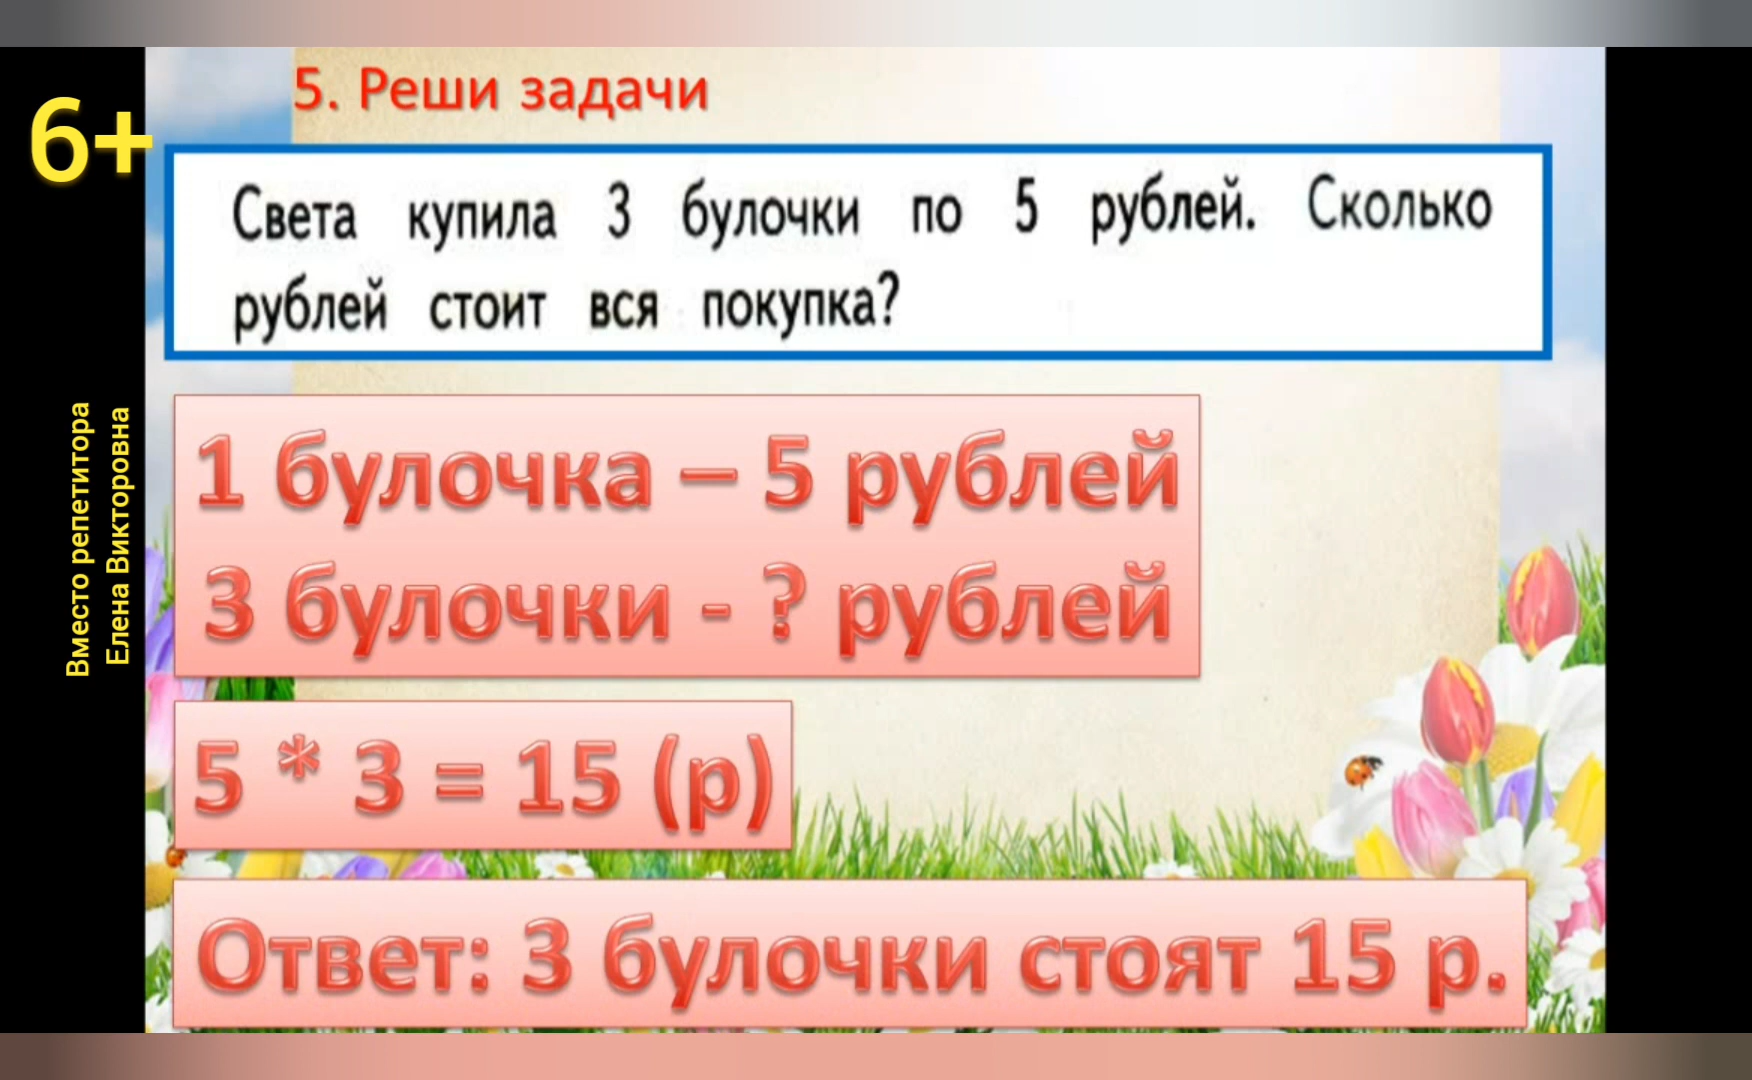 5. Реши задачи
6+
Света купила 3 булочки по 5 рублей. Сколько
рублей стоит вся покупка?
1 булочка – 5 рублей
3 булочки - ? рублей
5 * 3 = 15 (р)
Ответ: 3 булочки стоят 15 р.
Вместо репетитора
Елена Викторовна